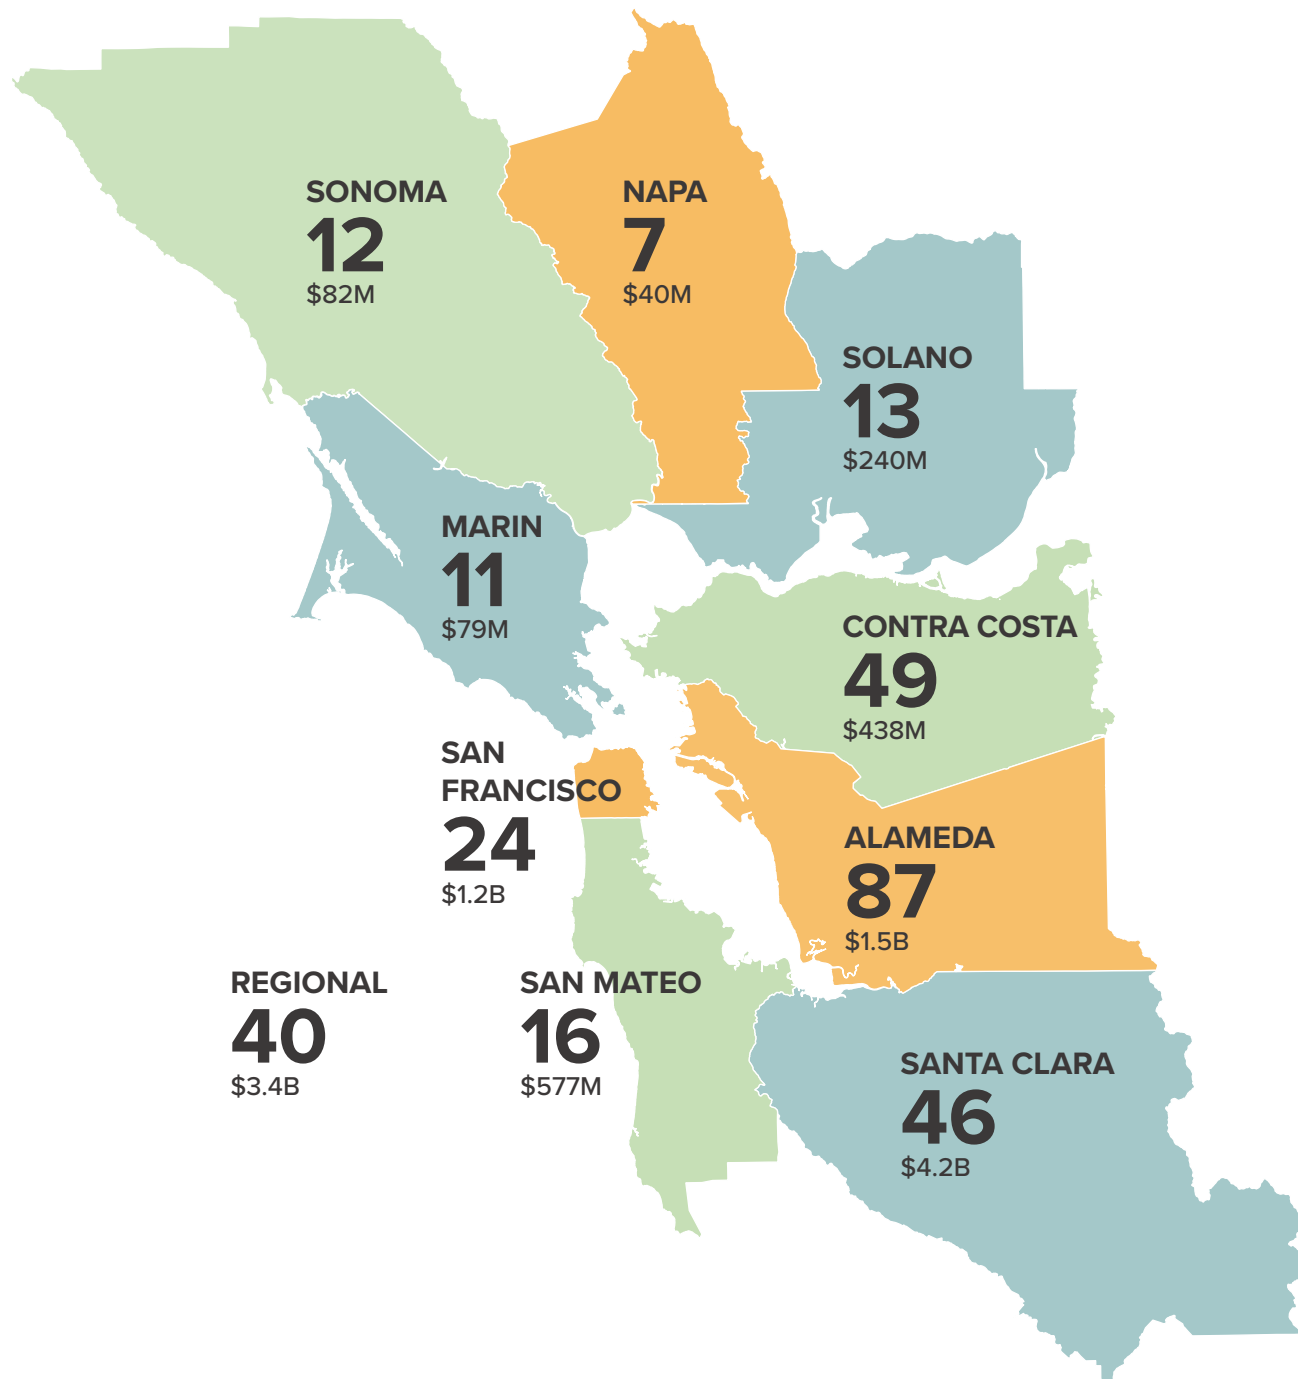 SONOMA
12
$82M
NAPA
7
$40M
SOLANO
13
$240M
MARIN
11
$79M
CONTRA COSTA
49
$438M
SAN
FRANCISCO
24
$1.2B
ALAMEDA
87
$1.5B
REGIONAL
40
$3.4B
SAN MATEO
16
$577M
SANTA CLARA
46
$4.2B